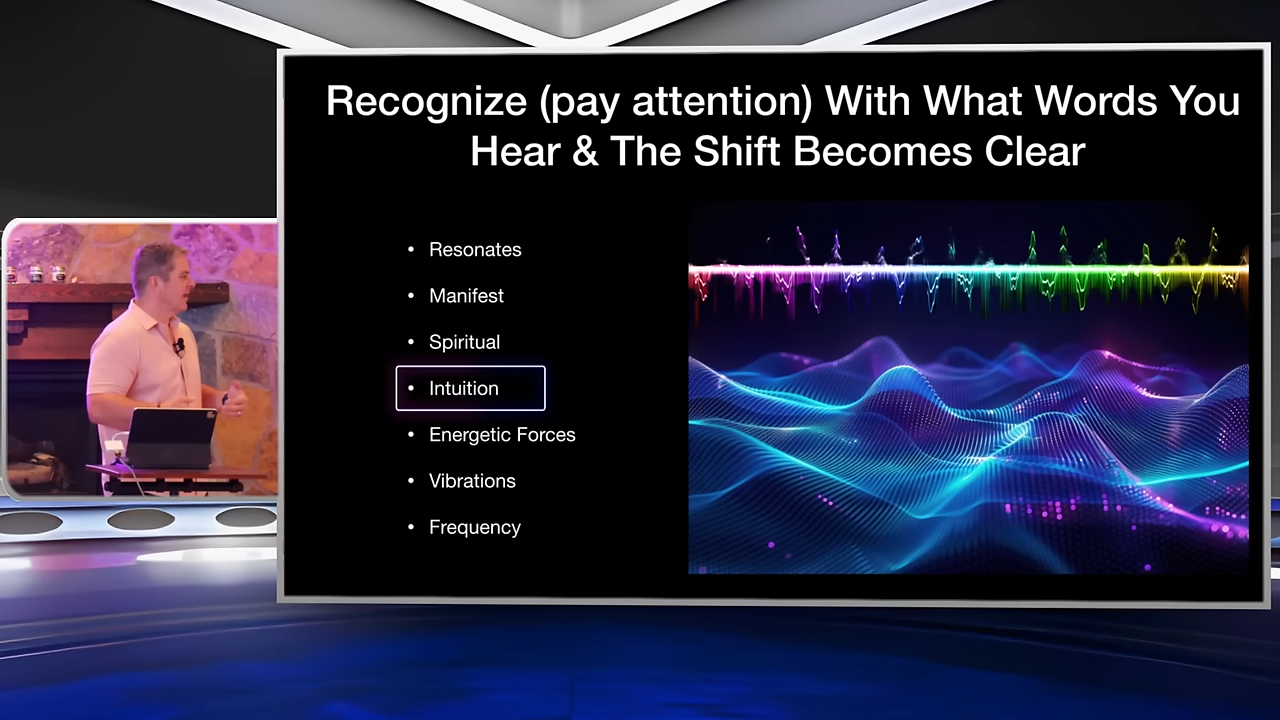 Recognize (pay attention) With What Words You
Hear & The Shift Becomes Clear
• Resonates
• Manifest
• Spiritual
• Intuition
• Energetic Forces
• Vibrations
• Frequency